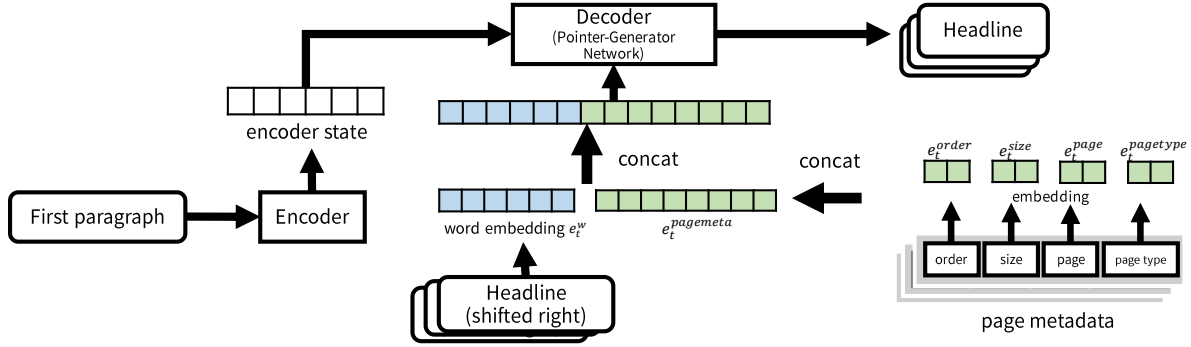 Decoder
(Pointer-Generator
Network)
Headline
encoder state
concat
concat
e_t^{order}
e_t^{size}
e_t^{page}
e_t^{pagetype}
embedding
First paragraph
Encoder
word embedding e_t^w
e_t^{pagemeta}
order
size
page
page type
Headline
(shifted right)
page metadata